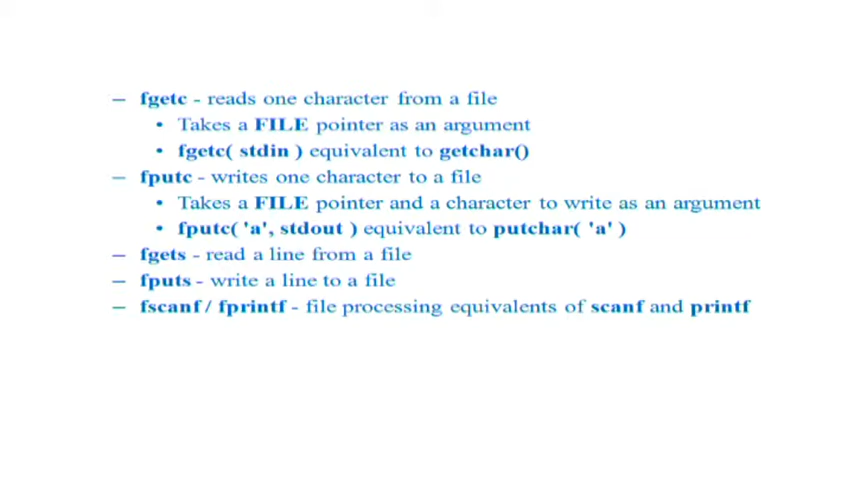 – fgetc - reads one character from a file
• Takes a FILE pointer as an argument
• fgetc( stdin ) equivalent to getchar()
– fputc - writes one character to a file
• Takes a FILE pointer and a character to write as an argument
• fputc( 'a', stdout ) equivalent to putchar( 'a' )
– fgets - read a line from a file
– fputs - write a line to a file
– fscanf / fprintf - file processing equivalents of scanf and printf